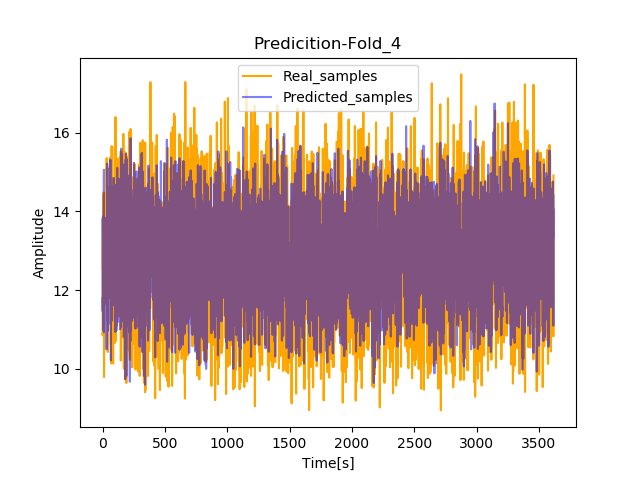 Predicition-Fold_4
Real_samples
Predicted_samples
Amplitude
16
14
12
10
0 500 1000 1500 2000 2500 3000 3500
Time[s]